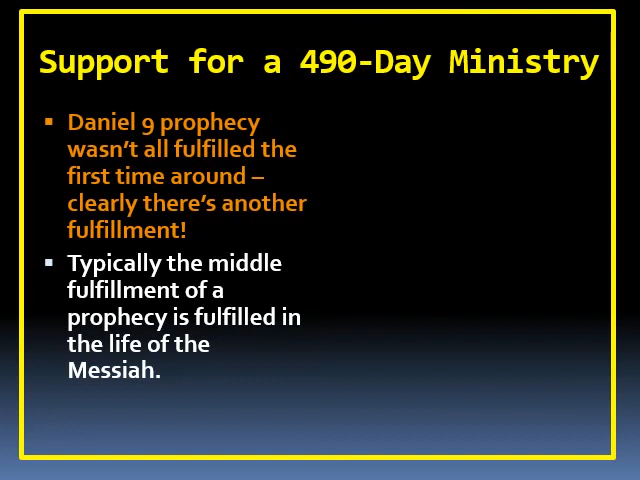 Support for a 490-Day Ministry
▪ Daniel 9 prophecy
wasn’t all fulfilled the
first time around –
clearly there’s another
fulfillment!
▪ Typically the middle
fulfillment of a
prophecy is fulfilled in
the life of the
Messiah.